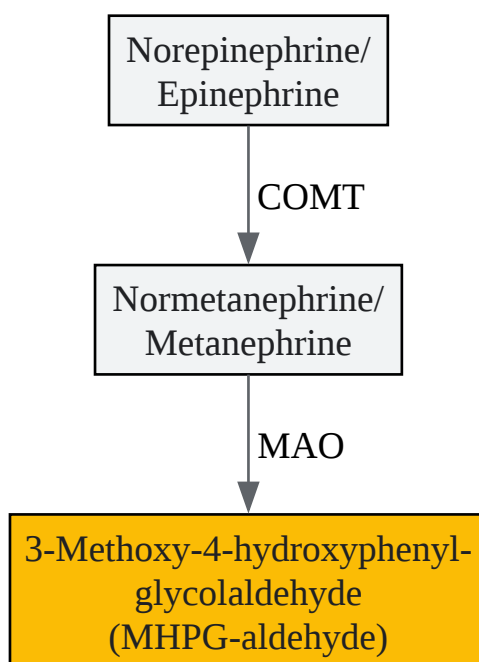 Norepinephrine/
Epinephrine
COMT
Normetanephrine/
Metanephrine
MAO
3-Methoxy-4-hydroxyphenyl-
glycolaldehyde
(MHPG-aldehyde)